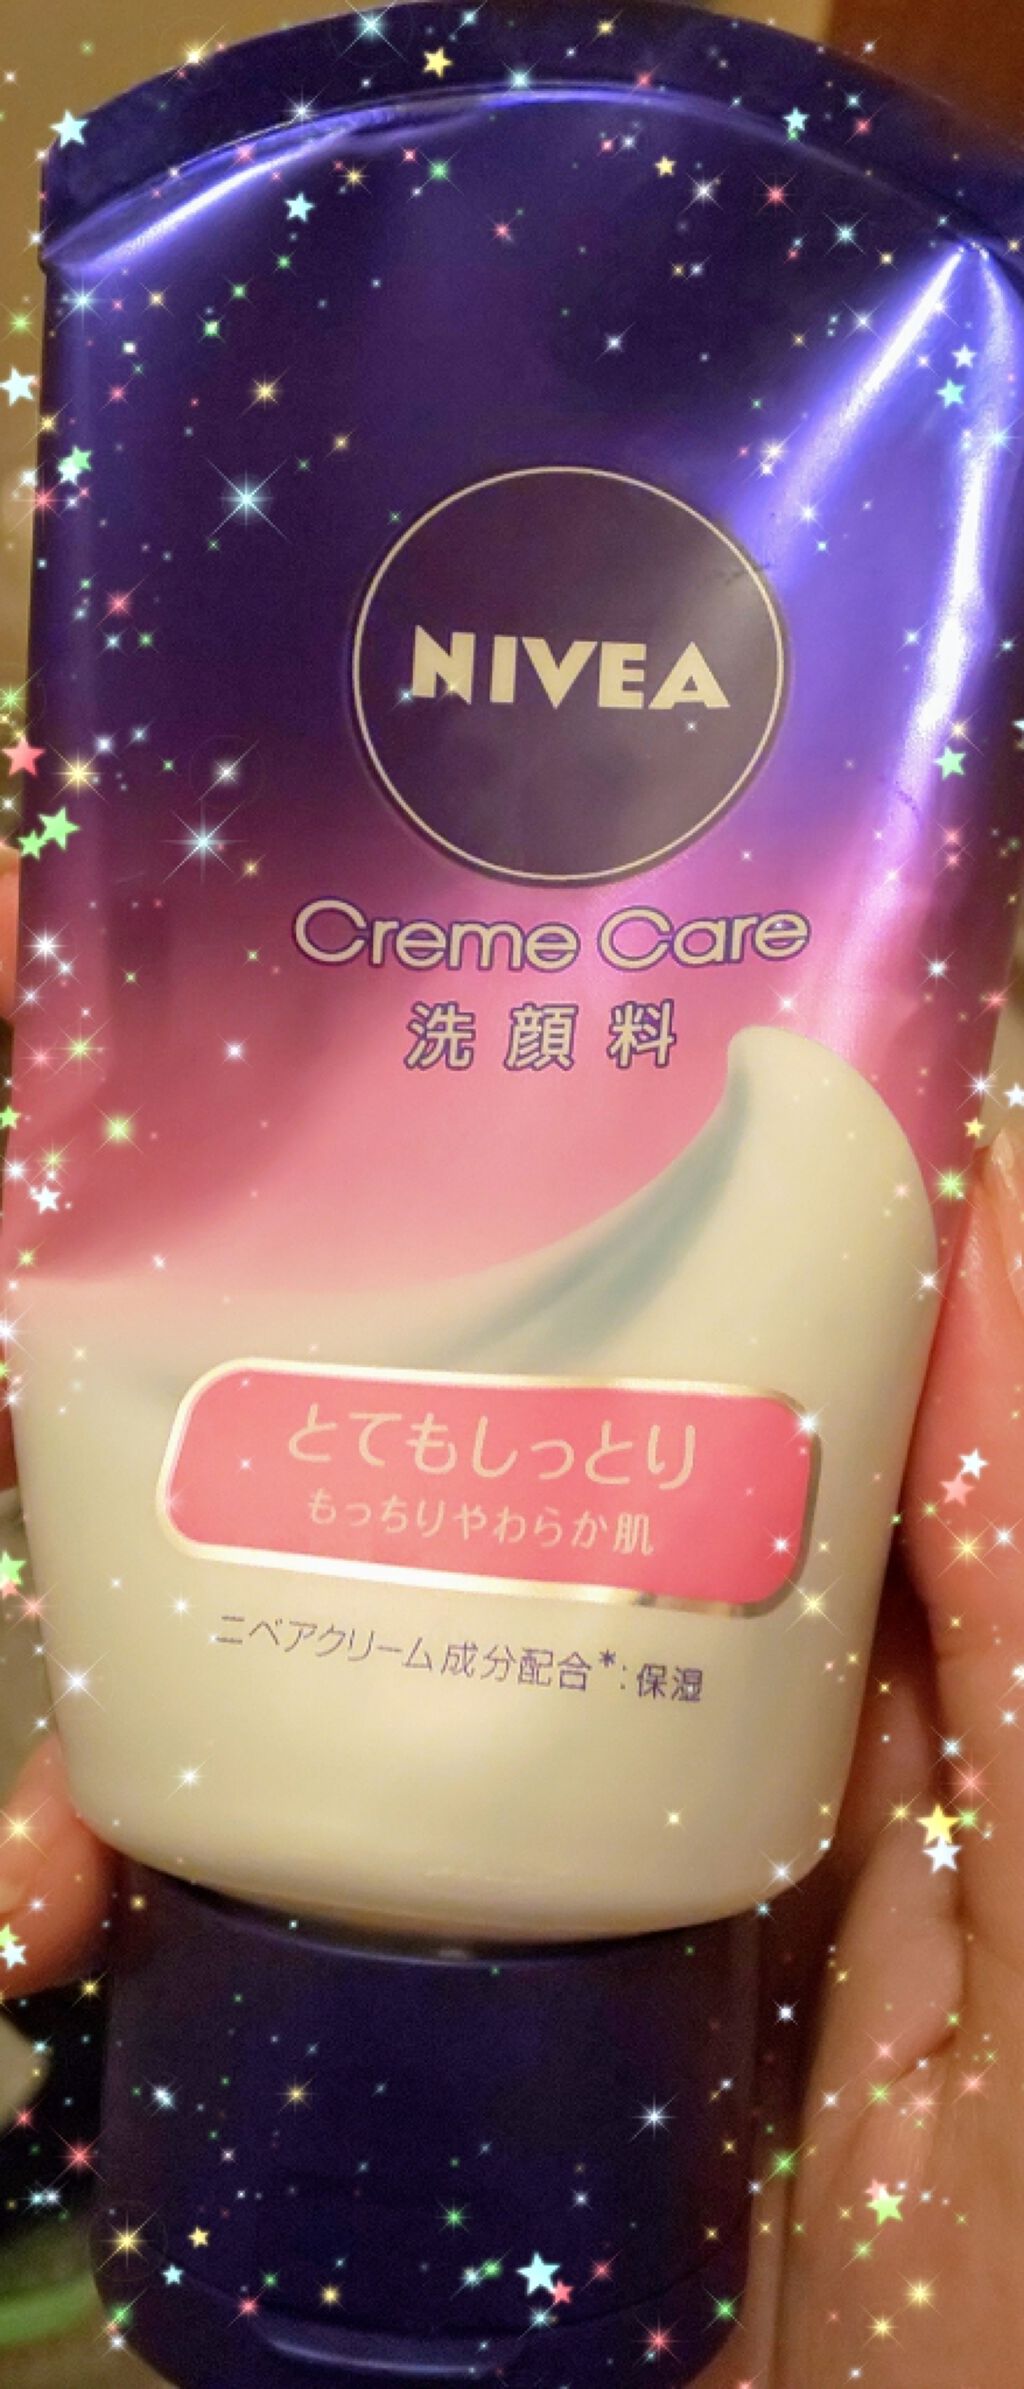 NIVEA
Creme Care
洗顔料
とてもしっとり
もっちりやわらか肌
ニベアクリーム成分配合*:保湿